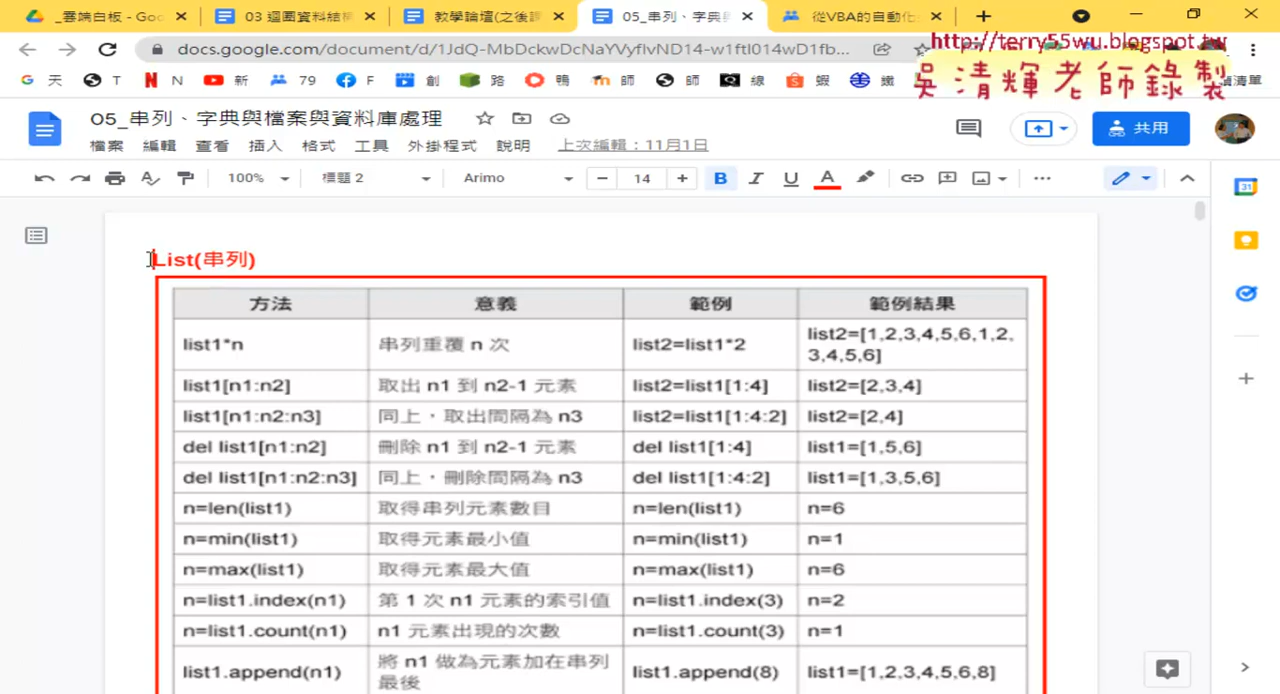 _雲端白板 - Goo
03 迴圈資料結構
教學論壇(之後課
05_串列、字典與
從VBA的自動化
docs.google.com/document/d/1JdQ-MbDckwDcNaYVyflvND14-w1ftI014wD1fb...
http://terry55wu.blogspot.tw
吳清輝老師錄製
天 T N 新 79 F 創 路 鴨 師 師 線 蝦 嫩
05_串列、字典與檔案與資料庫處理
檔案 編輯 查看 插入 格式 工具 外掛程式 說明 上次編輯:11月1日
共用
100% 標題 2 Arimo − 14 + B I U A
31
List(串列)
方法 意義 範例 範例結果
list1*n 串列重覆 n 次 list2=list1*2 list2=[1,2,3,4,5,6,1,2,
3,4,5,6]
list1[n1:n2] 取出 n1 到 n2-1 元素 list2=list1[1:4] list2=[2,3,4]
list1[n1:n2:n3] 同上,取出間隔為 n3 list2=list1[1:4:2] list2=[2,4]
del list1[n1:n2] 刪除 n1 到 n2-1 元素 del list1[1:4] list1=[1,5,6]
del list1[n1:n2:n3] 同上,刪除間隔為 n3 del list1[1:4:2] list1=[1,3,5,6]
n=len(list1) 取得串列元素數目 n=len(list1) n=6
n=min(list1) 取得元素最小值 n=min(list1) n=1
n=max(list1) 取得元素最大值 n=max(list1) n=6
n=list1.index(n1) 第 1 次 n1 元素的索引值 n=list1.index(3) n=2
n=list1.count(n1) n1 元素出現的次數 n=list1.count(3) n=1
list1.append(n1) 將 n1 做為元素加在串列 list1.append(8) list1=[1,2,3,4,5,6,8]
最後